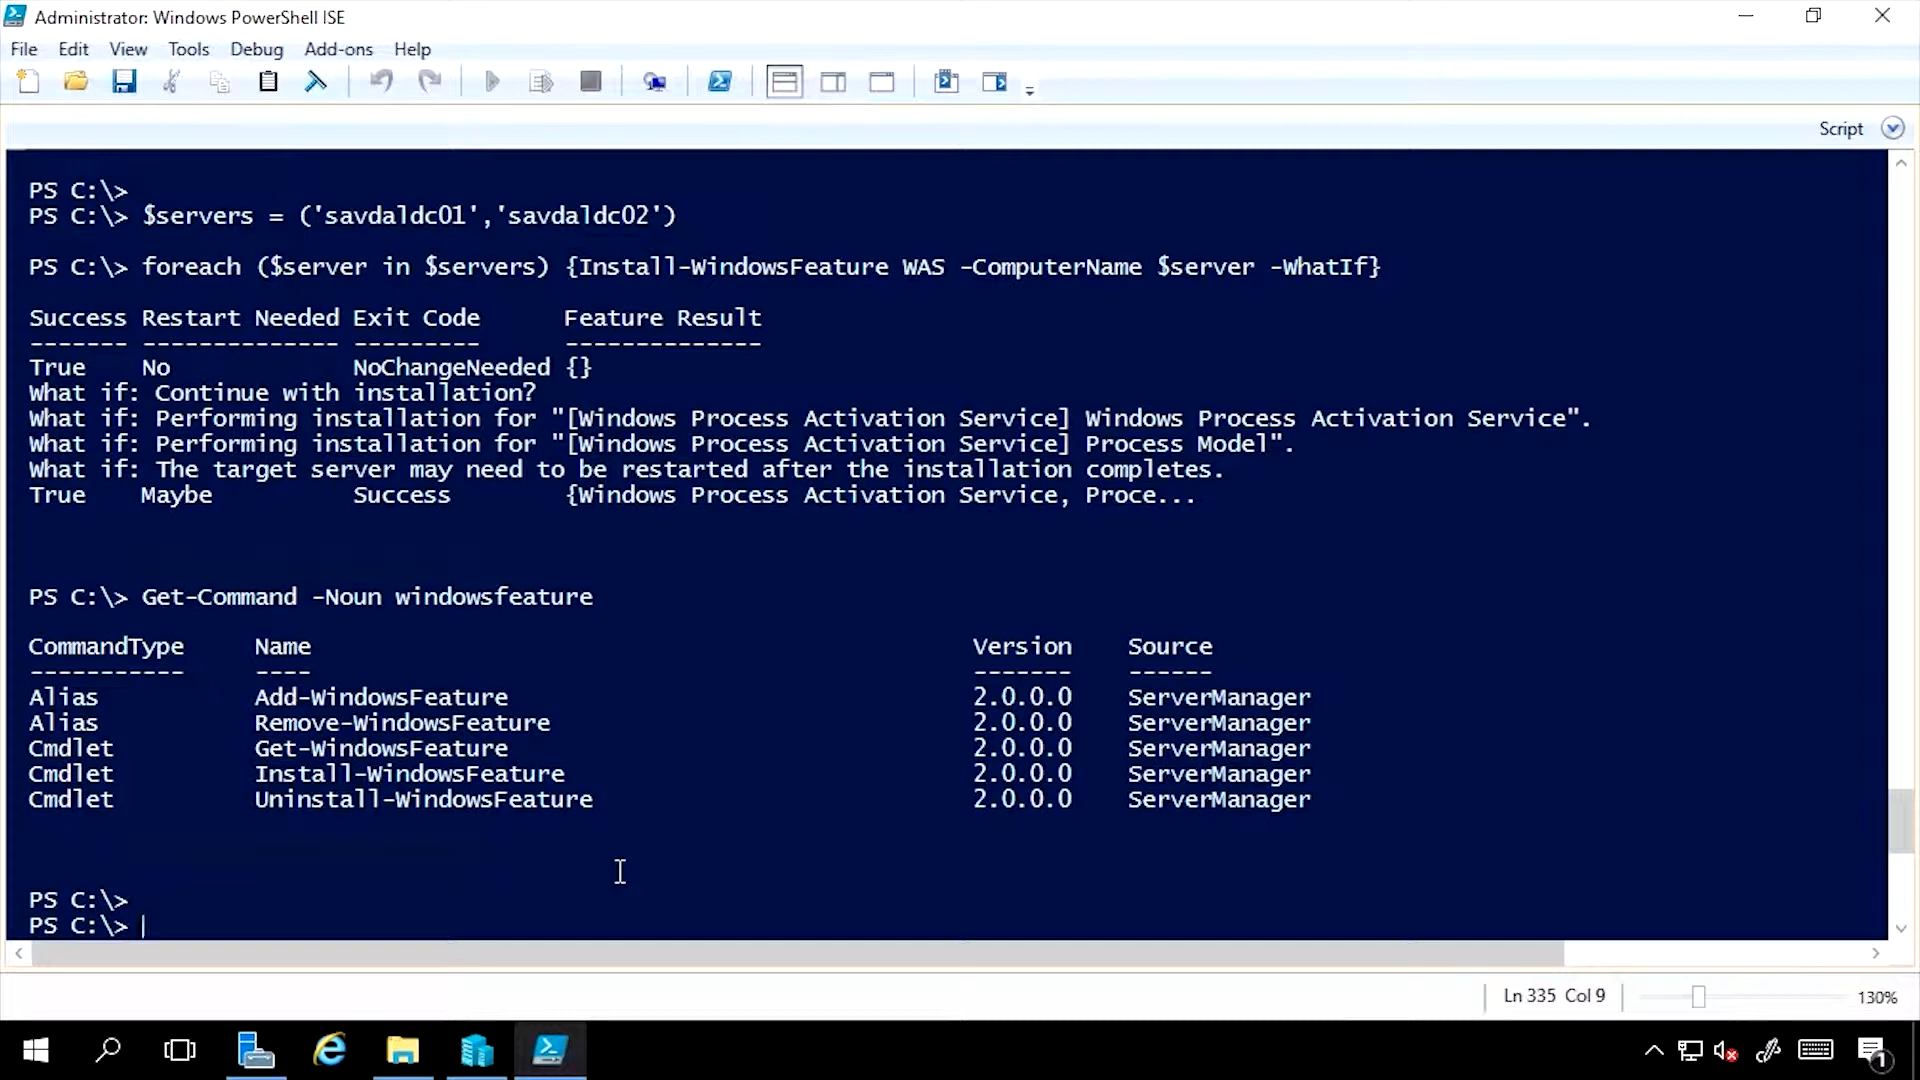 Administrator: Windows PowerShell ISE
File Edit View Tools Debug Add-ons Help
Script
PS C:\>
PS C:\> $servers = ('savdaldc01','savdaldc02')
PS C:\> foreach ($server in $servers) {Install-WindowsFeature WAS -ComputerName $server -WhatIf}
Success Restart Needed Exit Code      Feature Result
------- -------------- ---------      --------------
True    No             NoChangeNeeded {}
What if: Continue with installation?
What if: Performing installation for "[Windows Process Activation Service] Windows Process Activation Service".
What if: Performing installation for "[Windows Process Activation Service] Process Model".
What if: The target server may need to be restarted after the installation completes.
True    Maybe          Success        {Windows Process Activation Service, Proce...
PS C:\> Get-Command -Noun windowsfeature
CommandType     Name                                               Version    Source
-----------     ----                                               -------    ------
Alias           Add-WindowsFeature                                 2.0.0.0    ServerManager
Alias           Remove-WindowsFeature                              2.0.0.0    ServerManager
Cmdlet          Get-WindowsFeature                                 2.0.0.0    ServerManager
Cmdlet          Install-WindowsFeature                             2.0.0.0    ServerManager
Cmdlet          Uninstall-WindowsFeature                           2.0.0.0    ServerManager
PS C:\>
PS C:\>
Ln 335 Col 9 130%
1